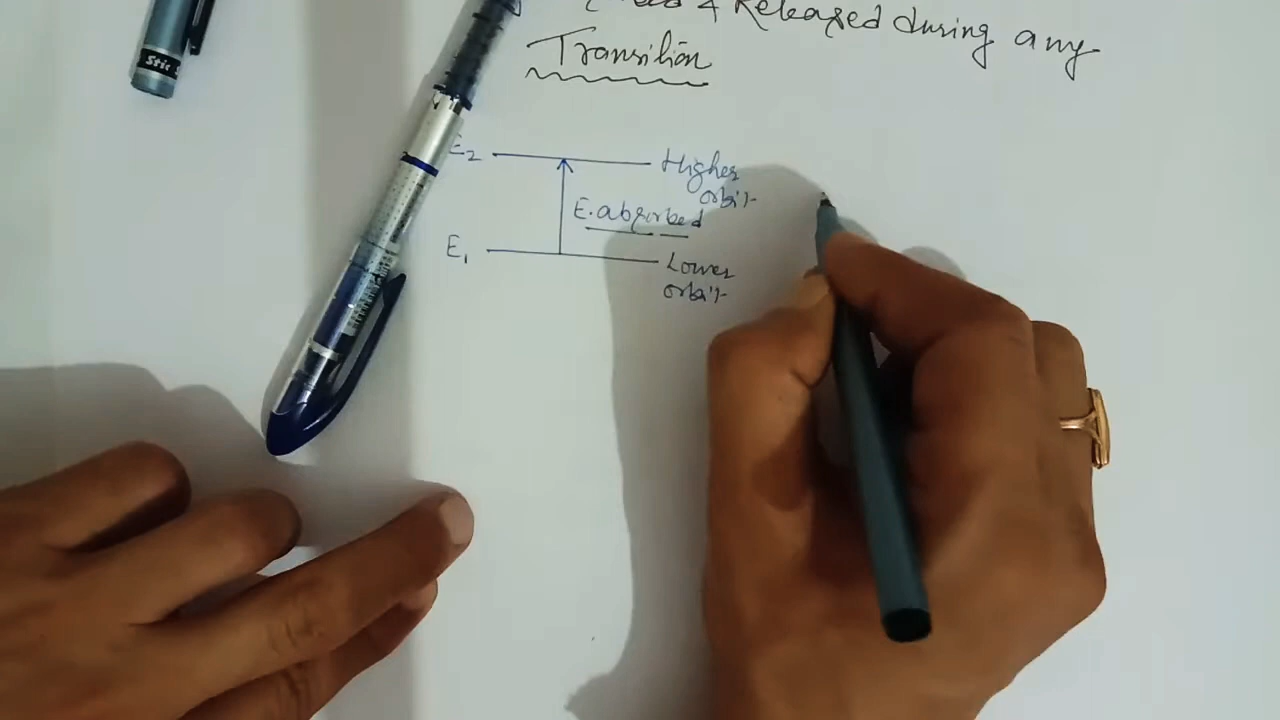 Released during any
Transition
E2
Higher
orbit
E.absorbed
E1
Lower
orbit
Stic